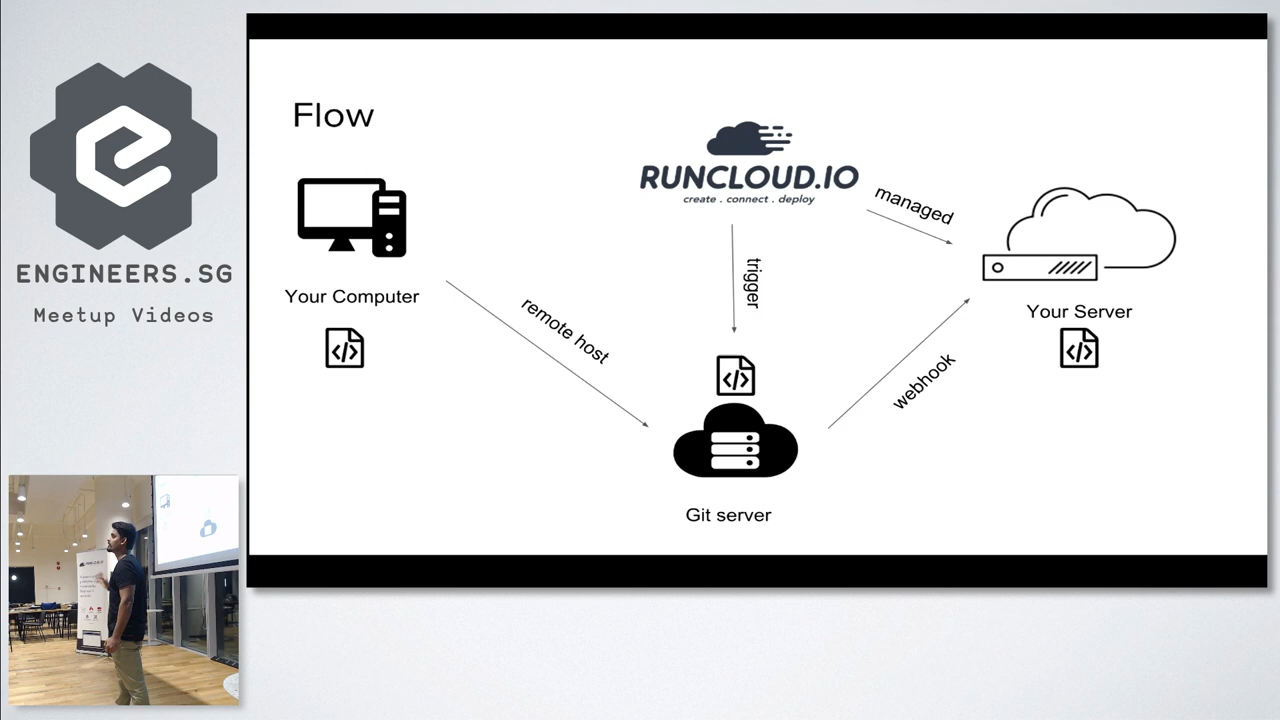 ENGINEERS.SG
Meetup Videos
Flow
RUNCLOUD.IO
create . connect . deploy
managed
trigger
Your Computer
remote host
Your Server
webhook
Git server